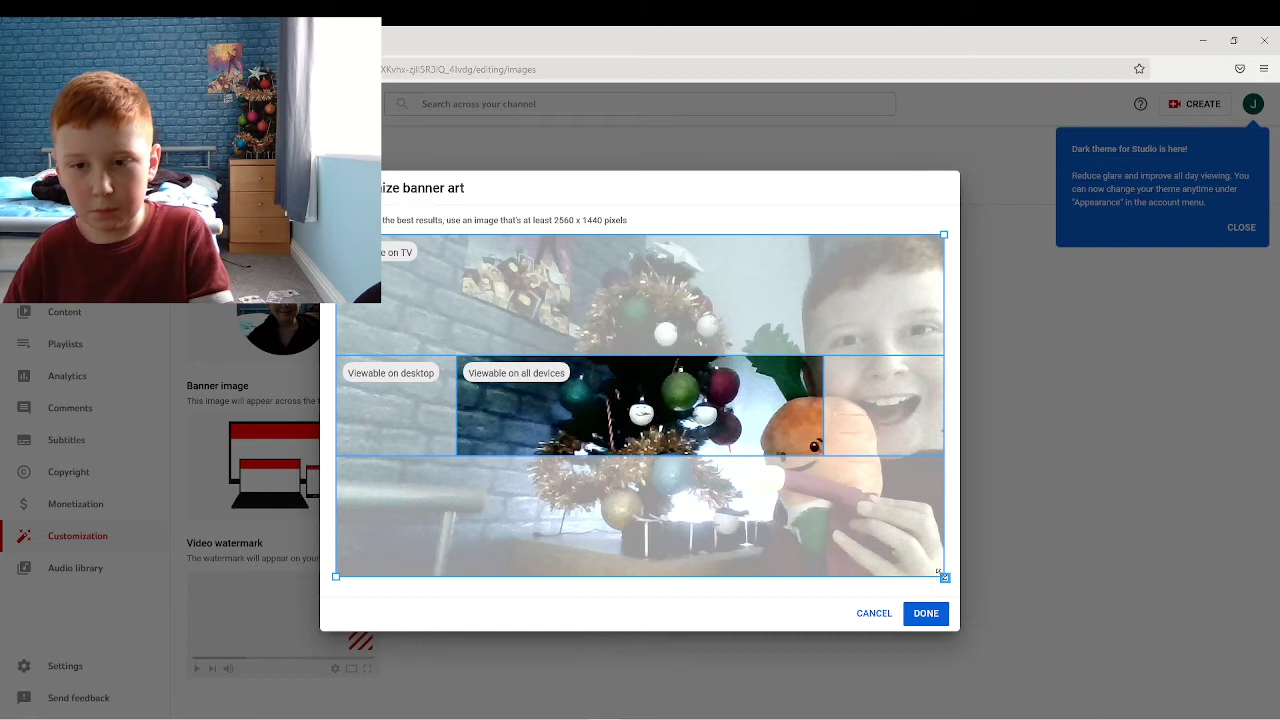 XKvhx-zjIl5R3IQ_4Ivdg/editing/images
Search across your channel
CREATE
J
Dark theme for Studio is here!
Reduce glare and improve all day viewing. You
can now change your theme anytime under
"Appearance" in the account menu.
CLOSE
ize banner art
the best results, use an image that's at least 2560 x 1440 pixels
e on TV
Viewable on desktop
Viewable on all devices
CANCEL
DONE
Content
Playlists
Analytics
Comments
Subtitles
Copyright
Monetization
Customization
Audio library
Settings
Send feedback
Banner image
This image will appear across the t
Video watermark
The watermark will appear on your